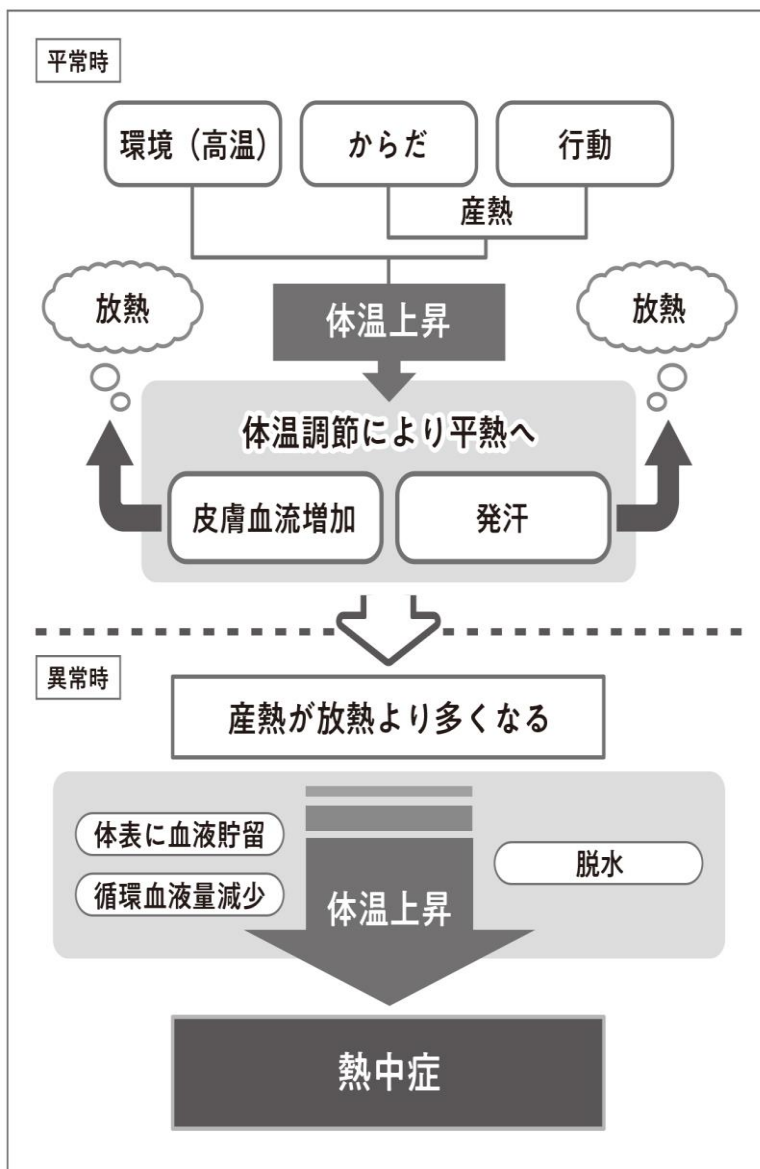 平常時
環境（高温）
からだ
行動
産熱
放熱
体温上昇
放熱
体温調節により平熱へ
皮膚血流増加
発汗
異常時
産熱が放熱より多くなる
体表に血液貯留
循環血液量減少
体温上昇
脱水
熱中症